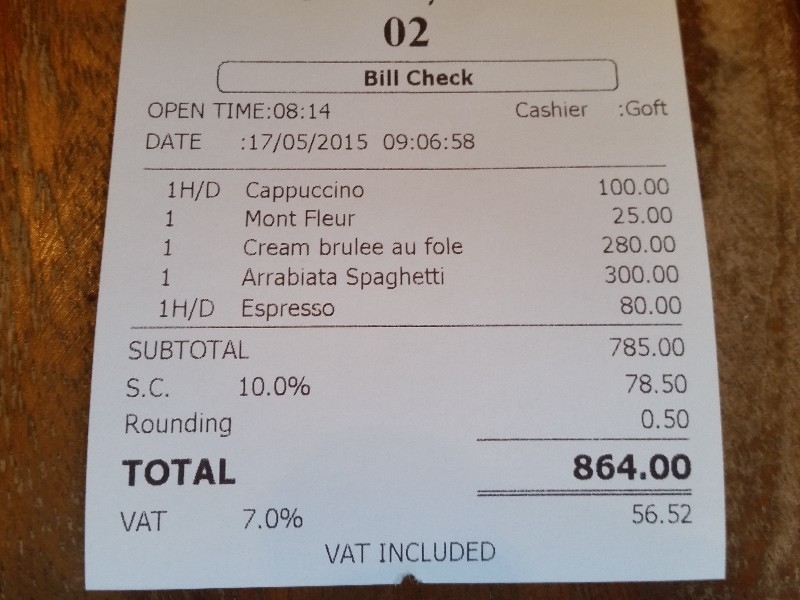 02
Bill Check
OPEN TIME:08:14 Cashier :Goft
DATE :17/05/2015 09:06:58
1H/D Cappuccino 100.00
1 Mont Fleur 25.00
1 Cream brulee au fole 280.00
1 Arrabiata Spaghetti 300.00
1H/D Espresso 80.00
SUBTOTAL 785.00
S.C. 10.0% 78.50
Rounding 0.50
TOTAL 864.00
VAT 7.0% 56.52
VAT INCLUDED